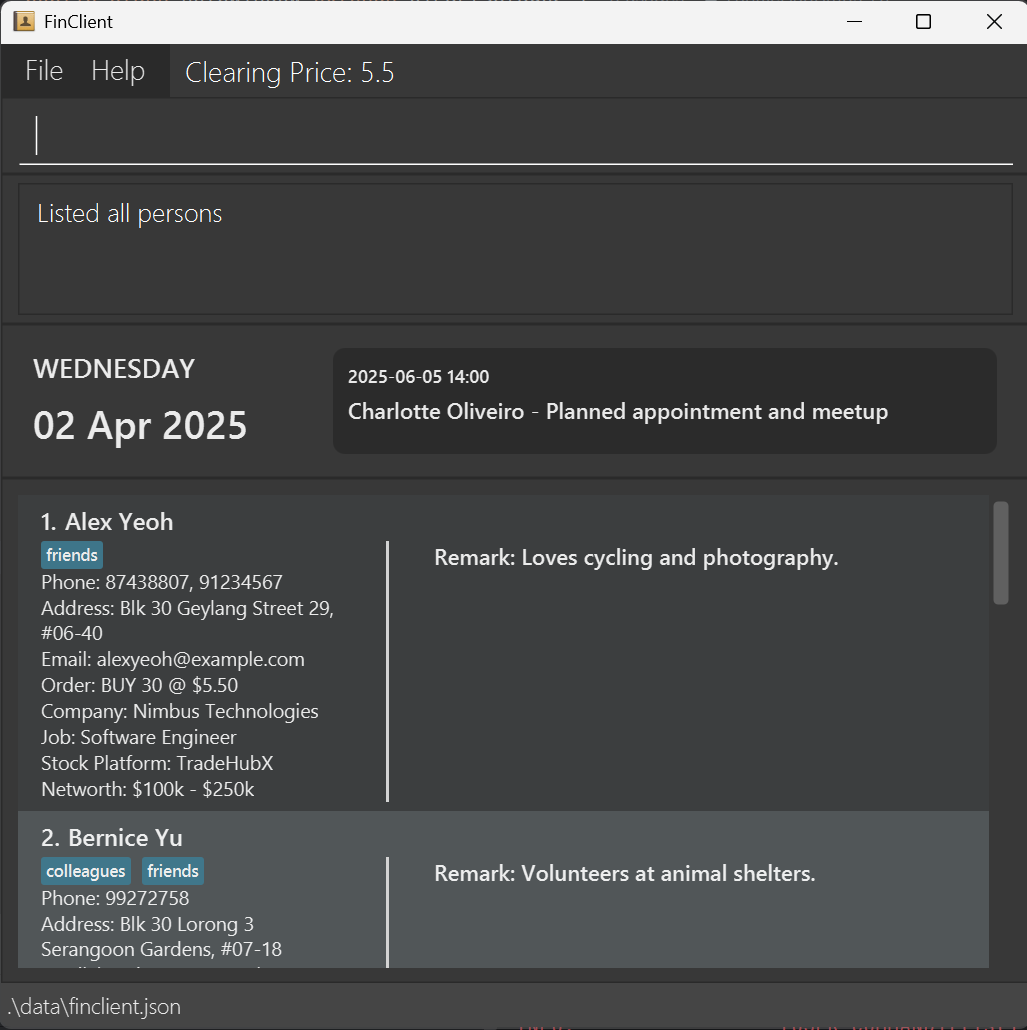 FinClient
File Help Clearing Price: 5.5
Listed all persons
WEDNESDAY
02 Apr 2025
2025-06-05 14:00
Charlotte Oliveiro - Planned appointment and meetup
1. Alex Yeoh
friends
Phone: 87438807, 91234567
Address: Blk 30 Geylang Street 29,
#06-40
Email: alexyeoh@example.com
Order: BUY 30 @ $5.50
Company: Nimbus Technologies
Job: Software Engineer
Stock Platform: TradeHubX
Networth: $100k - $250k
Remark: Loves cycling and photography.
2. Bernice Yu
colleagues friends
Phone: 99272758
Address: Blk 30 Lorong 3
Serangoon Gardens, #07-18
Remark: Volunteers at animal shelters.
.\data\finclient.json